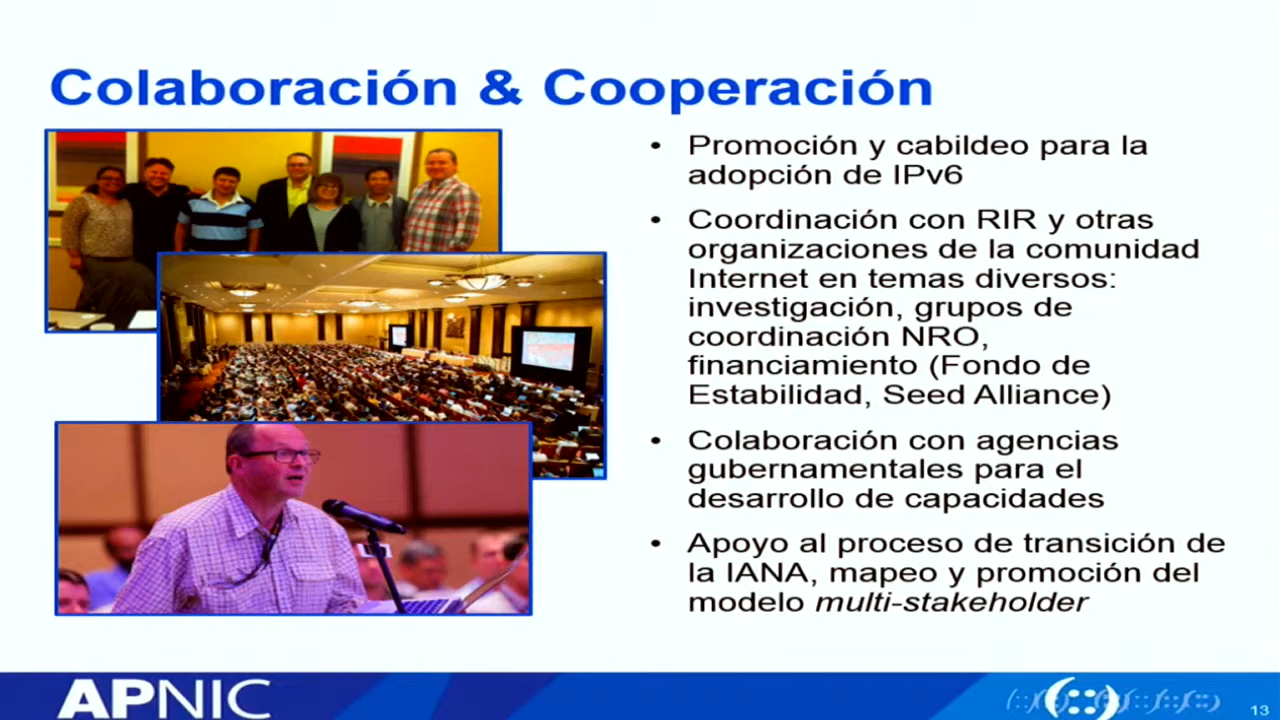 Colaboración & Cooperación
• Promoción y cabildeo para la
adopción de IPv6
• Coordinación con RIR y otras
organizaciones de la comunidad
Internet en temas diversos:
investigación, grupos de
coordinación NRO,
financiamiento (Fondo de
Estabilidad, Seed Alliance)
• Colaboración con agencias
gubernamentales para el
desarrollo de capacidades
• Apoyo al proceso de transición de
la IANA, mapeo y promoción del
modelo multi-stakeholder
APNIC
13